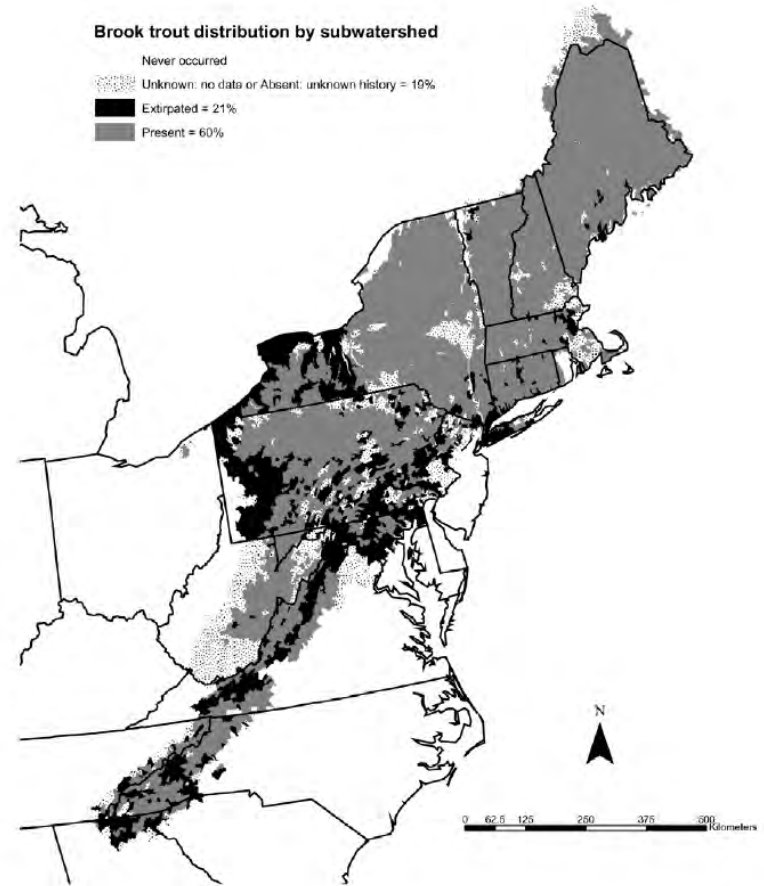 Brook trout distribution by subwatershed
Never occurred
Unknown: no data or Absent: unknown history = 19%
Extirpated = 21%
Present = 60%
N
0 62.5 125 250 375 500
Kilometers